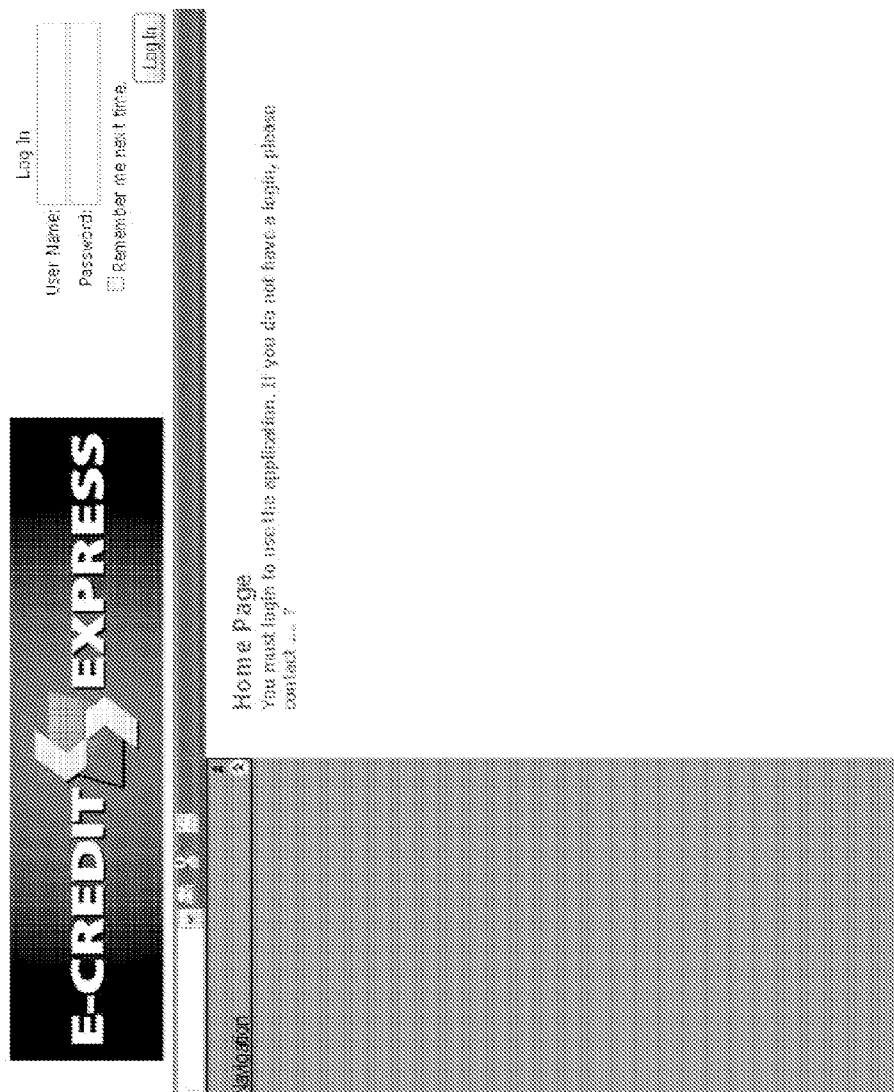 E-CREDIT EXPRESS
Log In
User Name:
Password:
Remember me next time.
Log In
Navigation
Home Page
You must login to use the application. If you do not have a login, please
contact .... ?